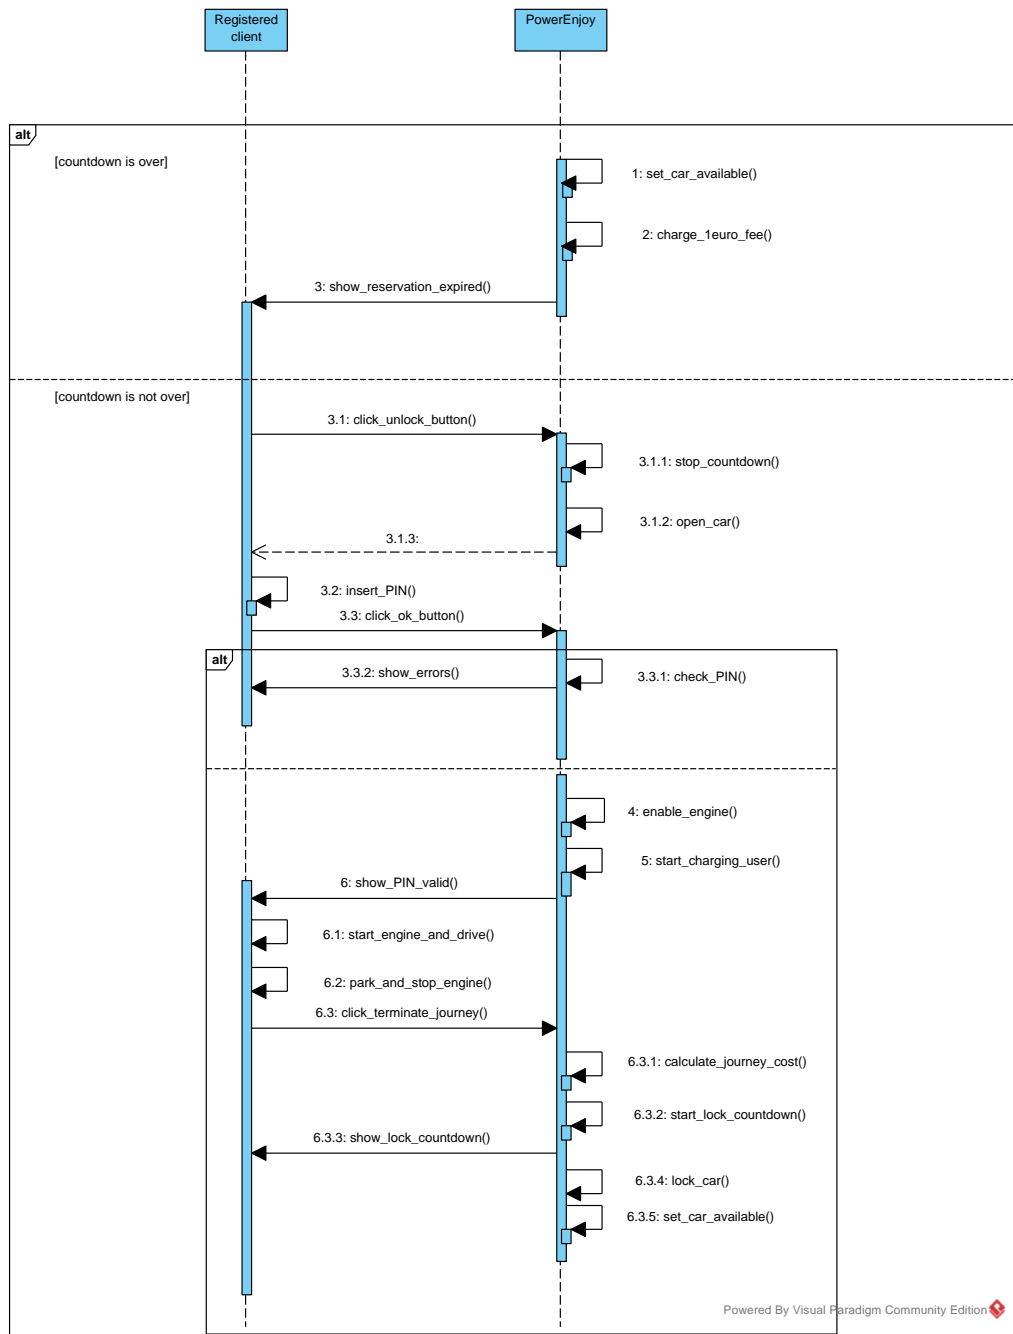 Registered
client
PowerEnjoy
alt
[countdown is over]
1: set_car_available()
2: charge_1euro_fee()
3: show_reservation_expired()
[countdown is not over]
3.1: click_unlock_button()
3.1.1: stop_countdown()
3.1.2: open_car()
3.1.3:
3.2: insert_PIN()
3.3: click_ok_button()
alt
3.3.2: show_errors()
3.3.1: check_PIN()
4: enable_engine()
5: start_charging_user()
6: show_PIN_valid()
6.1: start_engine_and_drive()
6.2: park_and_stop_engine()
6.3: click_terminate_journey()
6.3.1: calculate_journey_cost()
6.3.2: start_lock_countdown()
6.3.3: show_lock_countdown()
6.3.4: lock_car()
6.3.5: set_car_available()
Powered By Visual Paradigm Community Edition